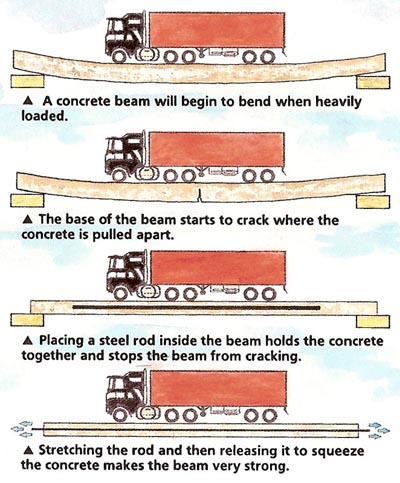 ▲ A concrete beam will begin to bend when heavily
loaded.
▲ The base of the beam starts to crack where the
concrete is pulled apart.
▲ Placing a steel rod inside the beam holds the concrete
together and stops the beam from cracking.
▲ Stretching the rod and then releasing it to squeeze
the concrete makes the beam very strong.